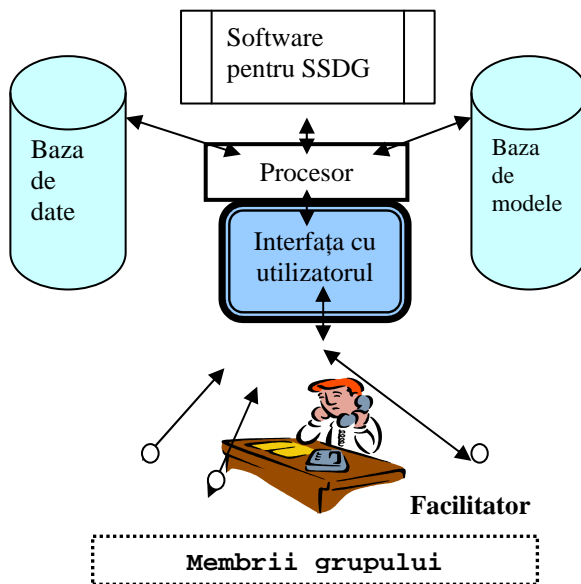 Software
pentru SSDG
Baza
de
date
Procesor
Baza
de
modele
Interfața cu
utilizatorul
Facilitator
Membrii grupului